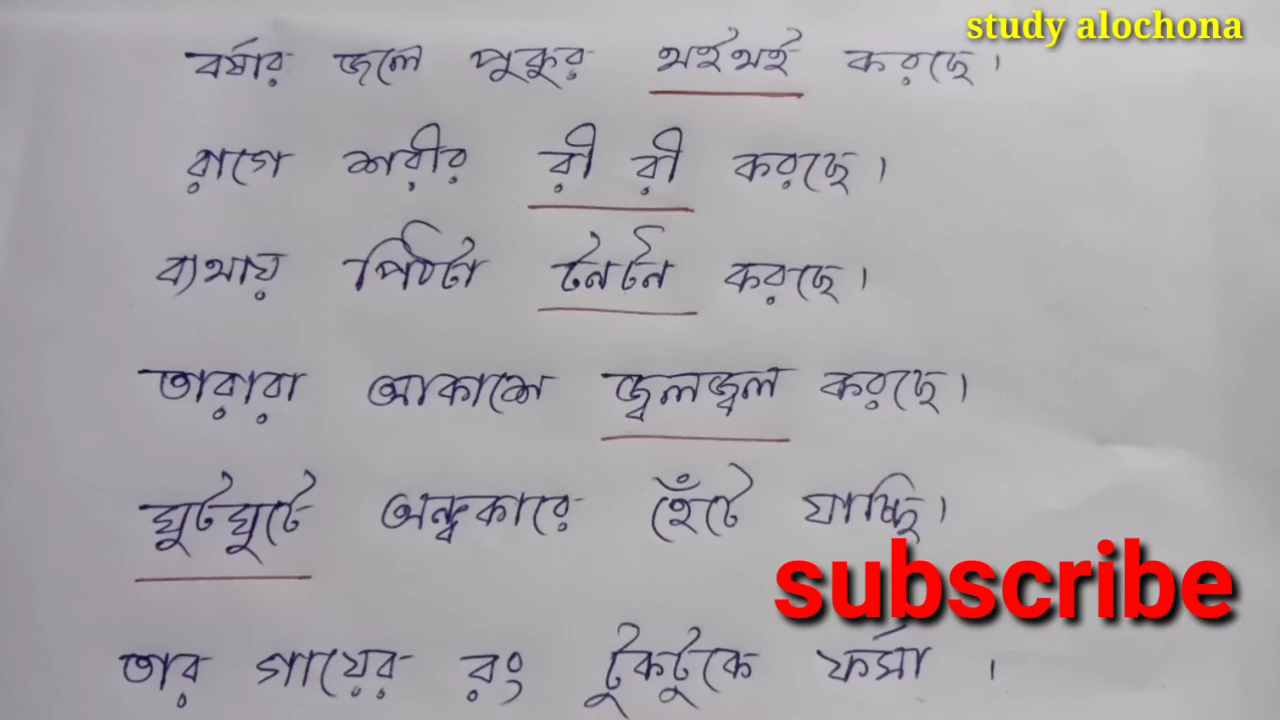 study alochona
বর্ষার জলে পুকুর থইথই করছে।
রাগে শরীর রী রী করছে।
ব্যথায় পিঠটা টনটন করছে।
তারারা আকাশে জ্বলজ্বল করছে।
ঘুটঘুটে অন্ধকারে হেঁটে যাচ্ছি।
subscribe
তার গায়ের রং টুকটুকে ফর্সা ।